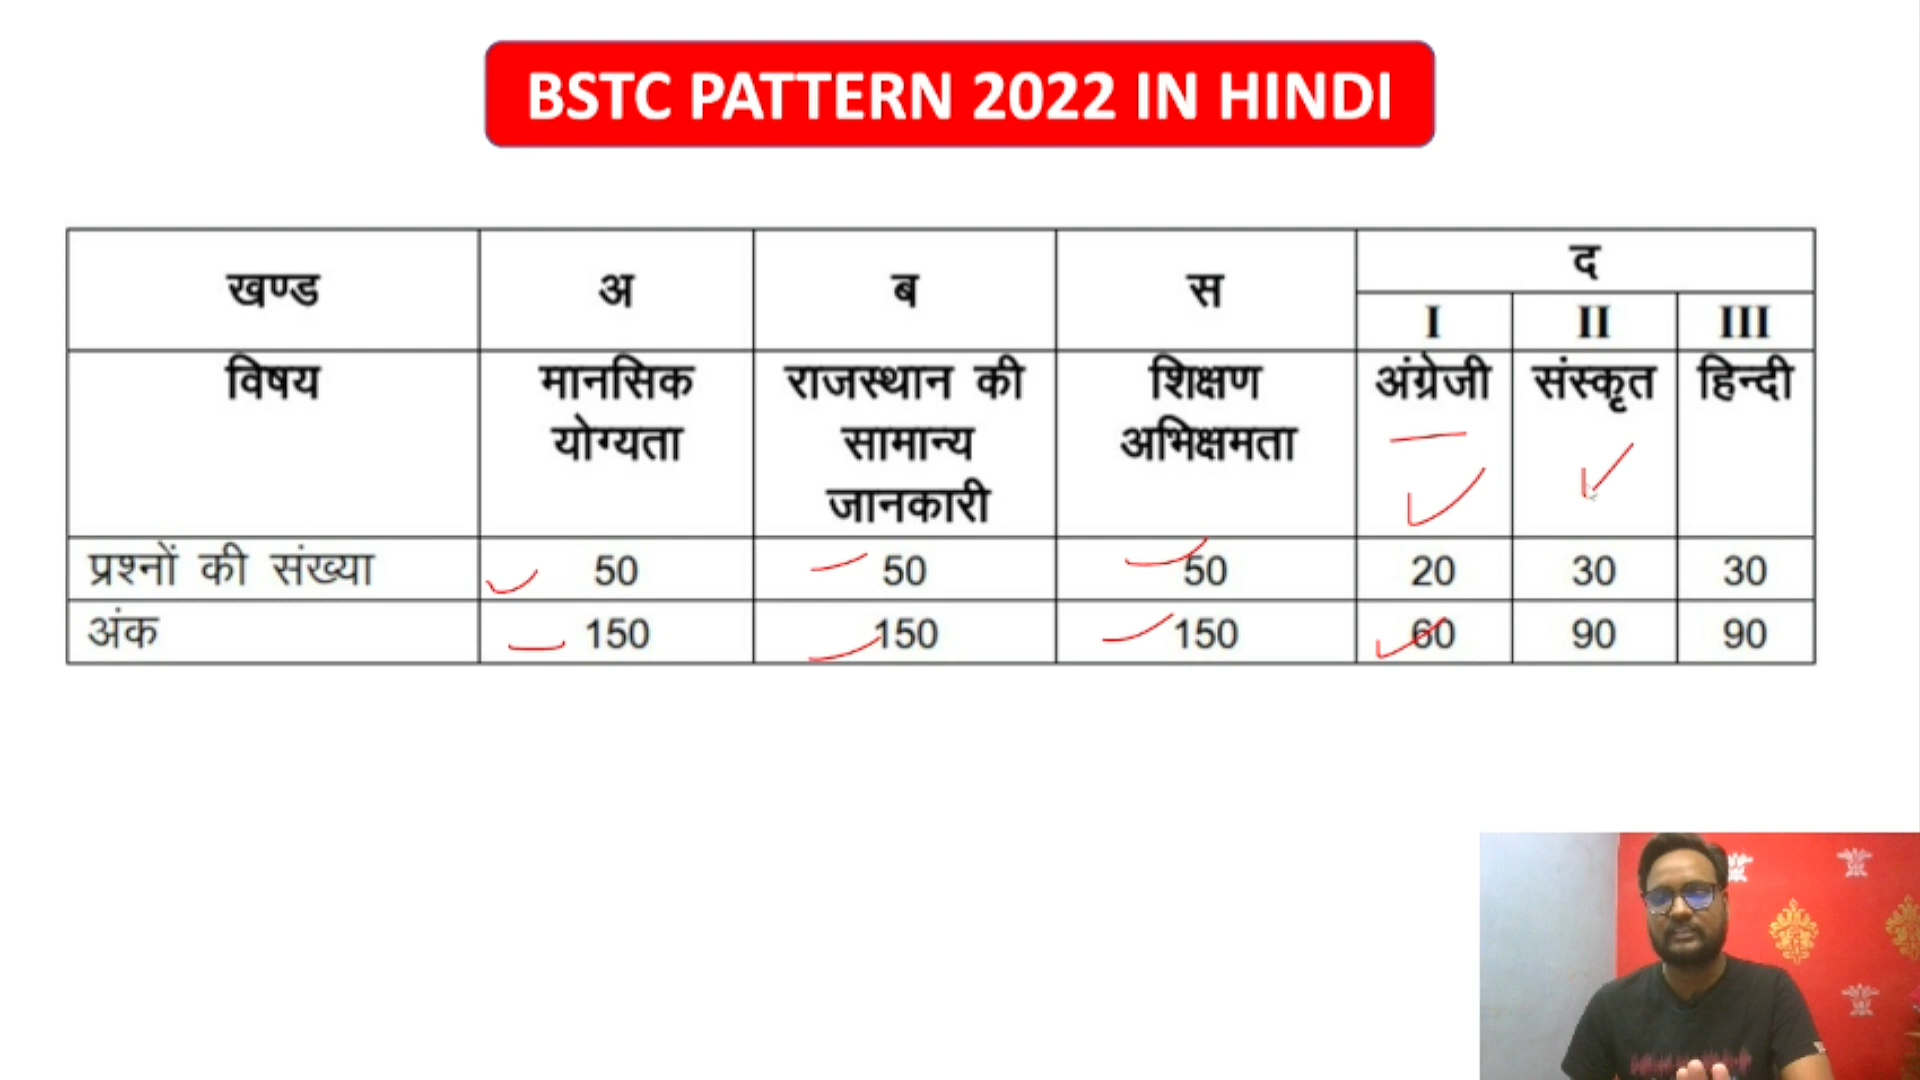 BSTC PATTERN 2022 IN HINDI
खण्ड अ ब स द
I II III
विषय मानसिक योग्यता राजस्थान की सामान्य जानकारी शिक्षण अभिक्षमता अंग्रेजी संस्कृत हिन्दी
प्रश्नों की संख्या 50 50 50 20 30 30
अंक 150 150 150 60 90 90